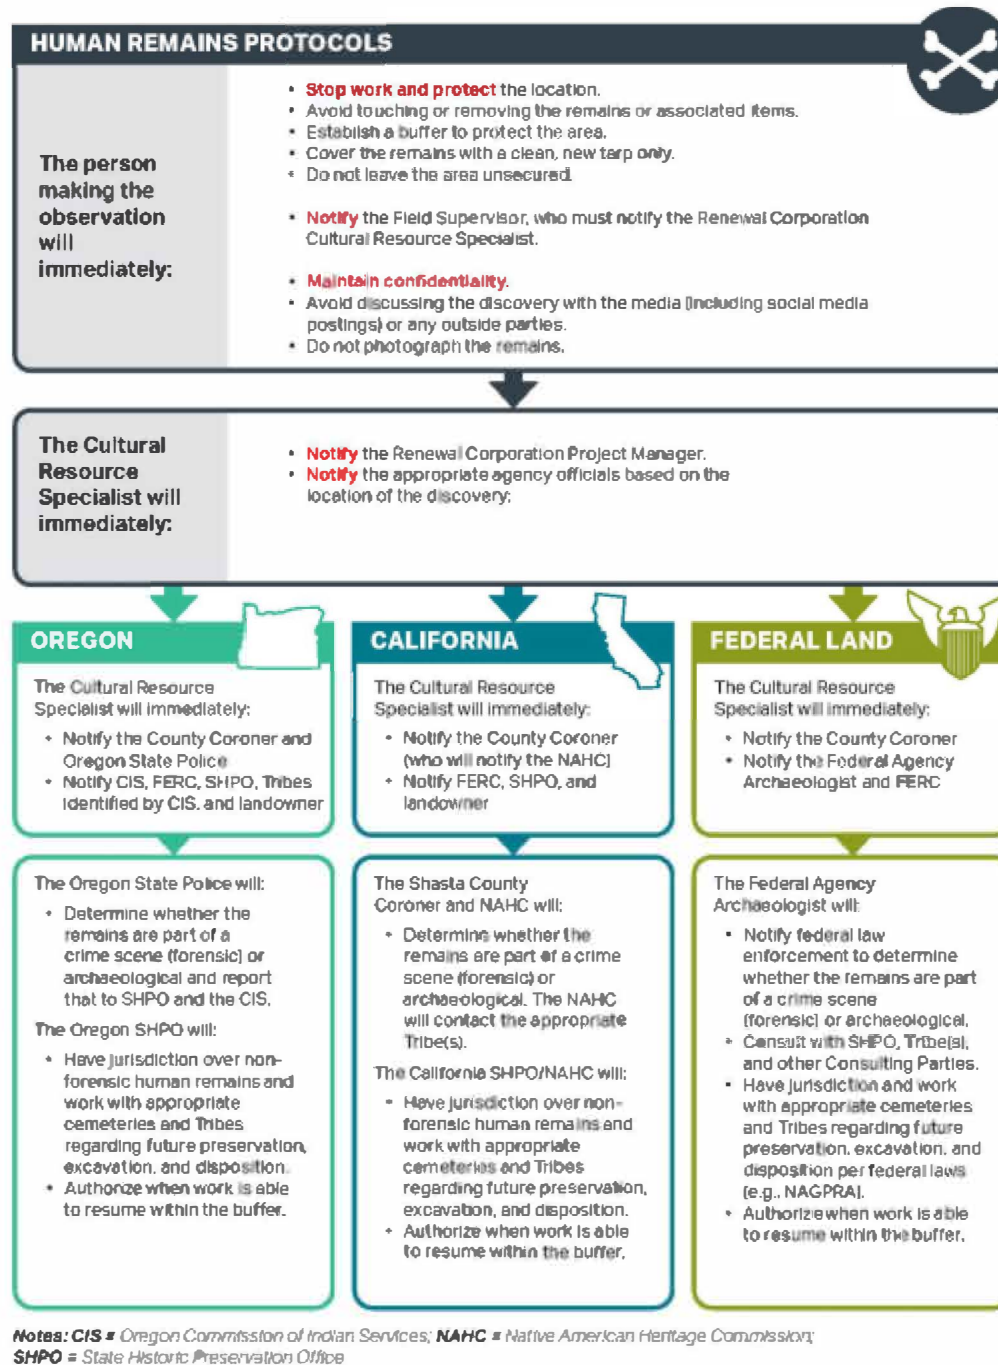 HUMAN REMAINS PROTOCOLS
The person
making the
observation
will
immediately:
• Stop work and protect the location.
• Avoid touching or removing the remains or associated items.
• Establish a buffer to protect the area.
• Cover the remains with a clean, new tarp only.
• Do not leave the area unsecured.
• Notify the Field Supervisor, who must notify the Renewal Corporation
Cultural Resource Specialist.
• Maintain confidentiality.
• Avoid discussing the discovery with the media (including social media
postings) or any outside parties.
• Do not photograph the remains.
The Cultural
Resource
Specialist will
immediately:
• Notify the Renewal Corporation Project Manager.
• Notify the appropriate agency officials based on the
location of the discovery:
OREGON
The Cultural Resource
Specialist will immediately:
• Notify the County Coroner and
Oregon State Police
• Notify CIS, FERC, SHPO, Tribes
identified by CIS, and landowner
The Oregon State Police will:
• Determine whether the
remains are part of a
crime scene (forensic) or
archaeological and report
that to SHPO and the CIS.
The Oregon SHPO will:
• Have jurisdiction over non-
forensic human remains and
work with appropriate
cemeteries and Tribes
regarding future preservation,
excavation, and disposition.
• Authorize when work is able
to resume within the buffer.
CALIFORNIA
The Cultural Resource
Specialist will immediately:
• Notify the County Coroner
(who will notify the NAHC)
• Notify FERC, SHPO, and
landowner
The Shasta County
Coroner and NAHC will:
• Determine whether the
remains are part of a crime
scene (forensic) or
archaeological. The NAHC
will contact the appropriate
Tribe(s).
The California SHPO/NAHC will:
• Have jurisdiction over non-
forensic human remains and
work with appropriate
cemeteries and Tribes
regarding future preservation,
excavation, and disposition.
• Authorize when work is able
to resume within the buffer.
FEDERAL LAND
The Cultural Resource
Specialist will immediately:
• Notify the County Coroner
• Notify the Federal Agency
Archaeologist and FERC
The Federal Agency
Archaeologist will:
• Notify federal law
enforcement to determine
whether the remains are part
of a crime scene
(forensic) or archaeological.
• Consult with SHPO, Tribe(s),
and other Consulting Parties.
• Have jurisdiction and work
with appropriate cemeteries
and Tribes regarding future
preservation, excavation, and
disposition per federal laws
(e.g., NAGPRA).
• Authorize when work is able
to resume within the buffer.
Notes: CIS = Oregon Commission of Indian Services; NAHC = Native American Heritage Commission;
SHPO = State Historic Preservation Office